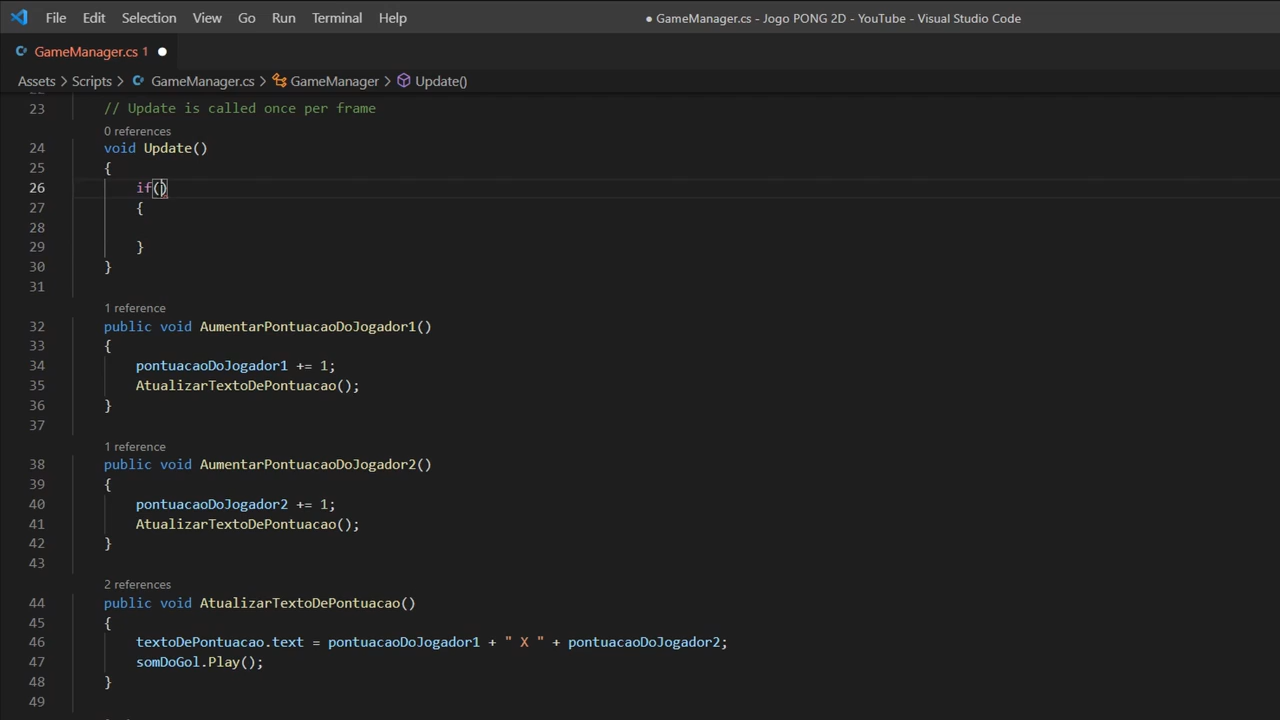 File Edit Selection View Go Run Terminal Help ● GameManager.cs - Jogo PONG 2D - YouTube - Visual Studio Code
GameManager.cs 1 ●
Assets > Scripts > GameManager.cs > GameManager > Update()
23 // Update is called once per frame
0 references
24 void Update()
25 {
26 if()
27 {
28
29 }
30 }
31
1 reference
32 public void AumentarPontuacaoDoJogador1()
33 {
34 pontuacaoDoJogador1 += 1;
35 AtualizarTextoDePontuacao();
36 }
37
1 reference
38 public void AumentarPontuacaoDoJogador2()
39 {
40 pontuacaoDoJogador2 += 1;
41 AtualizarTextoDePontuacao();
42 }
43
2 references
44 public void AtualizarTextoDePontuacao()
45 {
46 textoDePontuacao.text = pontuacaoDoJogador1 + " X " + pontuacaoDoJogador2;
47 somDoGol.Play();
48 }
49